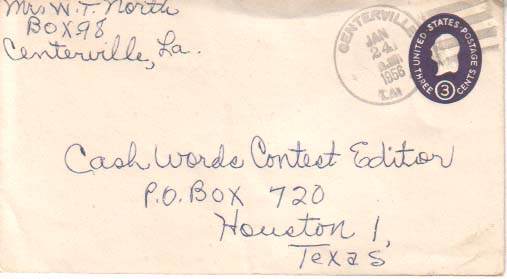 Mr. W. T. North
BOX 98
Centerville, La.
CENTERVILLE
JAN
24
1956
LA
UNITED STATES POSTAGE
THREE 3 CENTS
Cash Words Contest Editor
P.O. BOX 720
Houston 1,
Texas